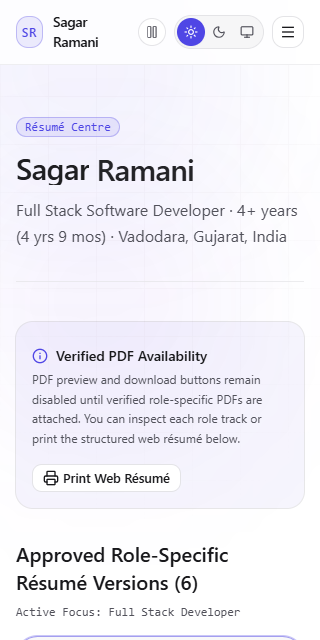 SR
Sagar
Ramani
Résumé Centre
Sagar Ramani
Full Stack Software Developer · 4+ years
(4 yrs 9 mos) · Vadodara, Gujarat, India
Verified PDF Availability
PDF preview and download buttons remain
disabled until verified role-specific PDFs are
attached. You can inspect each role track or
print the structured web résumé below.
Print Web Résumé
Approved Role-Specific
Résumé Versions (6)
Active Focus: Full Stack Developer